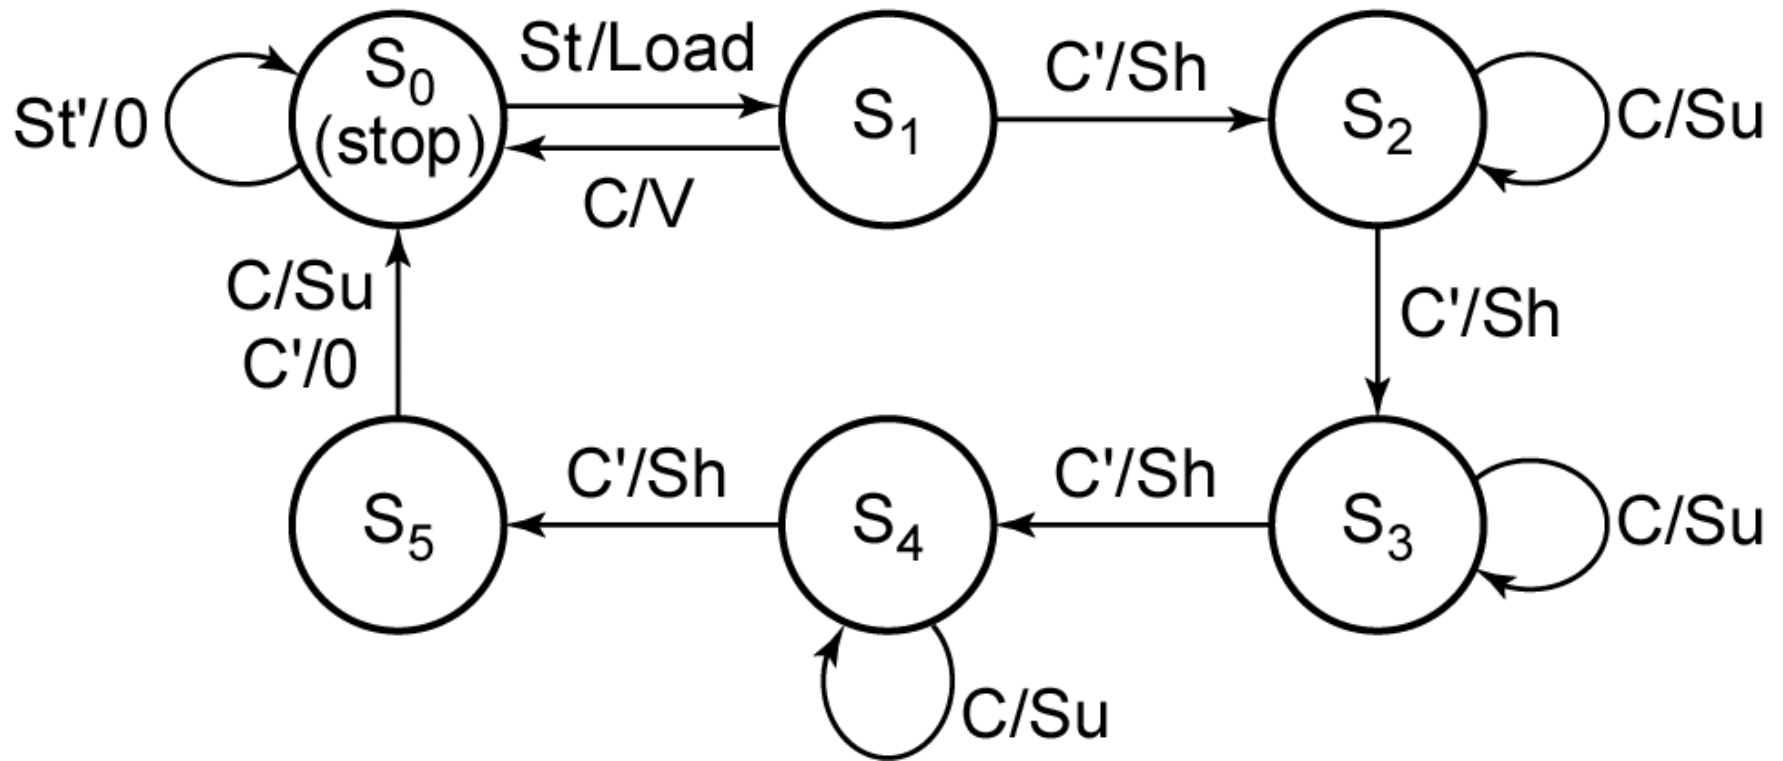 St'/0
S₀
(stop)
St/Load
C/V
S₁
C'/Sh
S₂
C/Su
C/Su
C'/0
C'/Sh
S₅
C'/Sh
S₄
C'/Sh
S₃
C/Su
C/Su